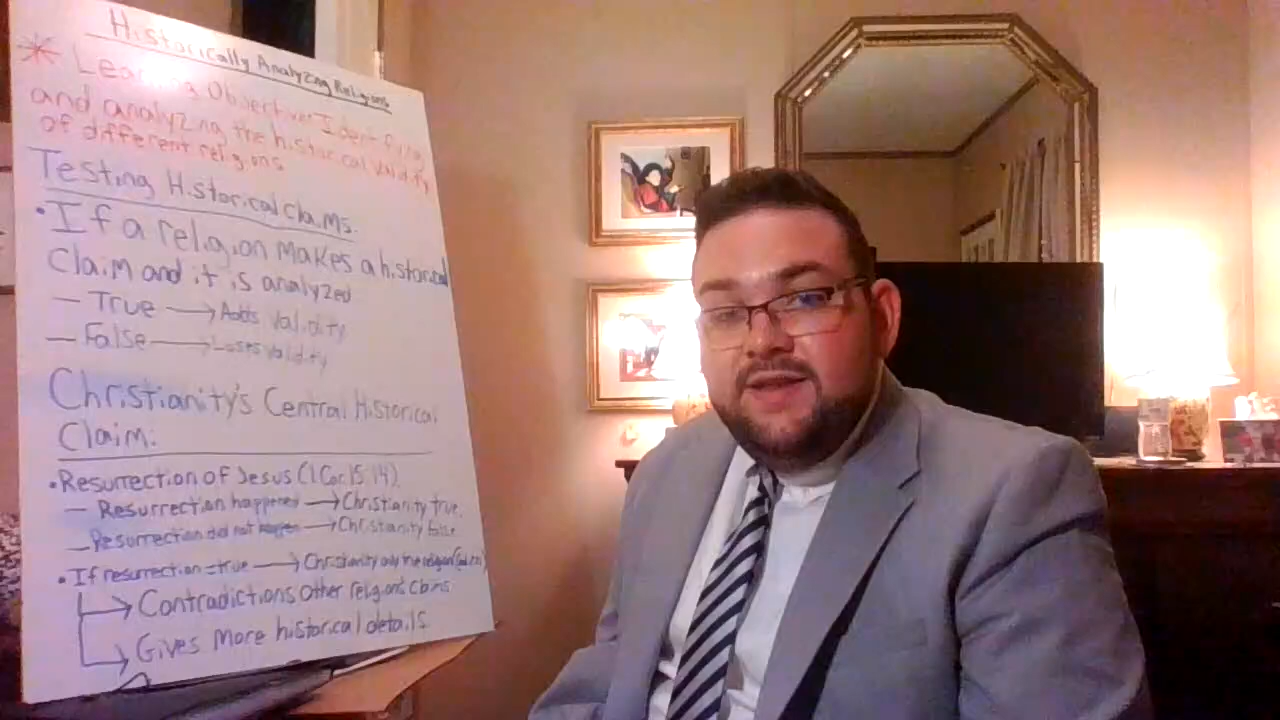 Historically Analyzing Religions
* Learning Objective: Identifying
and analyzing the historical validity
of different religions
Testing Historical Claims.
• If a religion makes a historical
Claim and it is analyzed
- True → Adds validity
- False → Loses validity
Christianity's Central Historical
Claim:
• Resurrection of Jesus (1 Cor. 15:14)
- Resurrection happened → Christianity true.
- Resurrection did not happen → Christianity false
• If resurrection = true → Christianity only true religion
→ Contradictions other religions claims
→ Gives More historical details